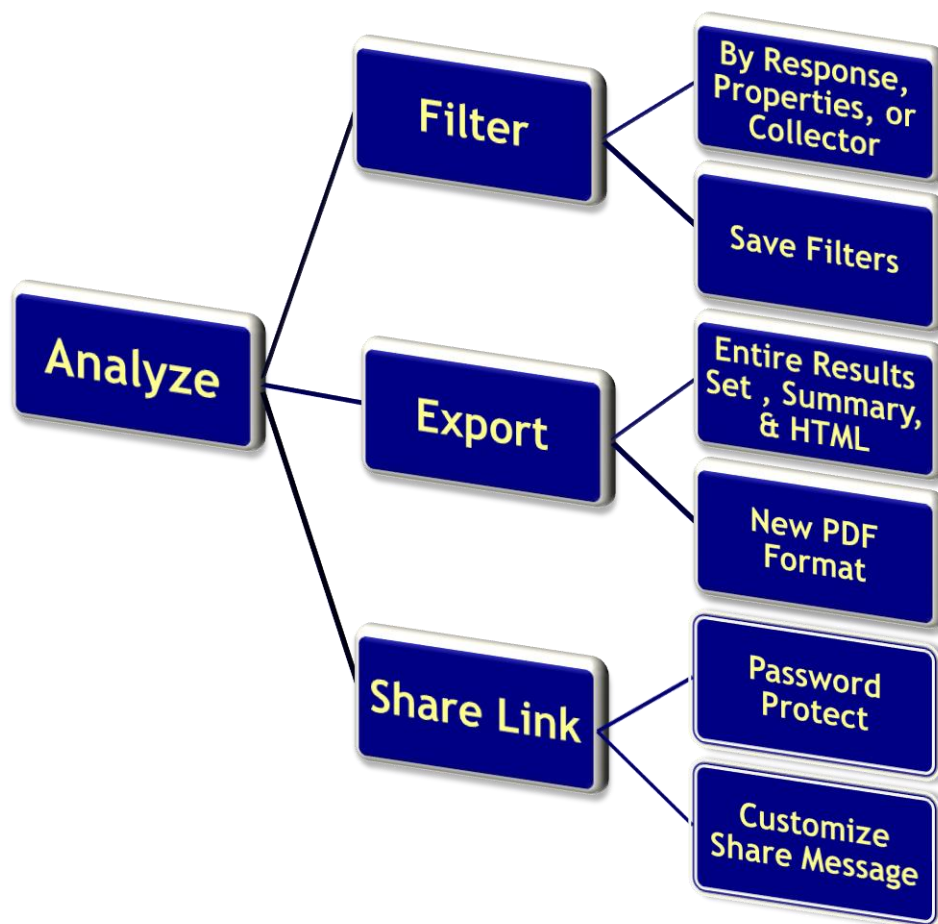 Analyze
Filter
By Response,
Properties, or
Collector
Save Filters
Export
Entire Results
Set , Summary,
& HTML
New PDF
Format
Share Link
Password
Protect
Customize
Share Message